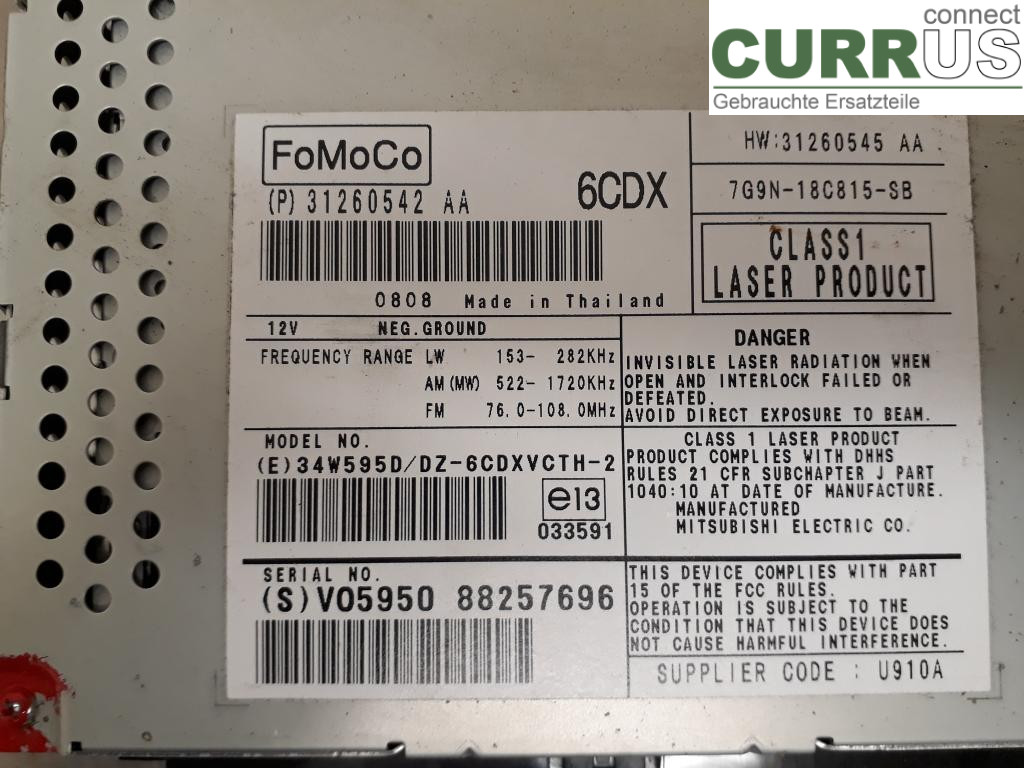 connect
CURRUS
Gebrauchte Ersatzteile
FoMoCo
(P) 31260542 AA
6CDX
HW:31260545 AA
7G9N-18C815-SB
CLASS1
LASER PRODUCT
0808 Made in Thailand
12V NEG.GROUND
FREQUENCY RANGE LW 153- 282KHz
AM(MW) 522- 1720KHz
FM 76.0-108.0MHz
DANGER
INVISIBLE LASER RADIATION WHEN
OPEN AND INTERLOCK FAILED OR
DEFEATED.
AVOID DIRECT EXPOSURE TO BEAM.
MODEL NO.
(E)34W595D/DZ-6CDXVCTH-2
e13
033591
CLASS 1 LASER PRODUCT
PRODUCT COMPLIES WITH DHHS
RULES 21 CFR SUBCHAPTER J PART
1040:10 AT DATE OF MANUFACTURE.
MANUFACTURED
MITSUBISHI ELECTRIC CO.
SERIAL NO.
(S)V05950 88257696
THIS DEVICE COMPLIES WITH PART
15 OF THE FCC RULES.
OPERATION IS SUBJECT TO THE
CONDITION THAT THIS DEVICE DOES
NOT CAUSE HARMFUL INTERFERENCE.
SUPPLIER CODE : U910A